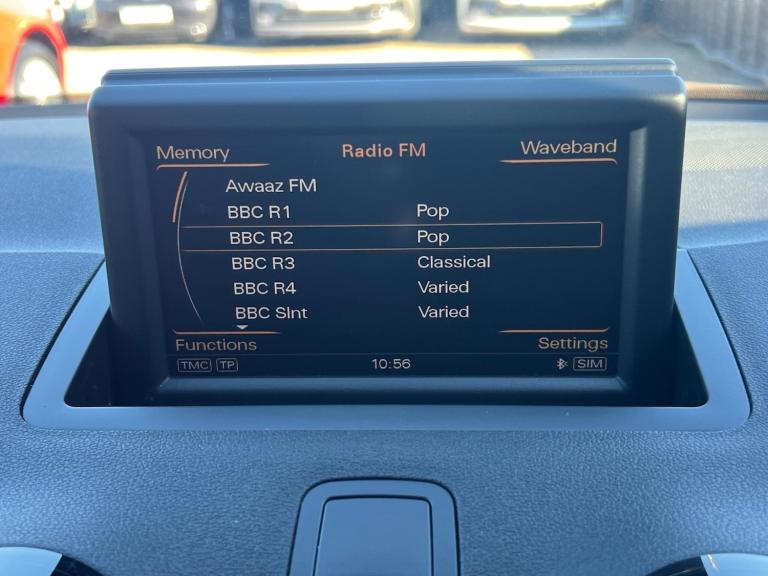 Memory Radio FM Waveband
Awaaz FM
BBC R1 Pop
BBC R2 Pop
BBC R3 Classical
BBC R4 Varied
BBC SlNT Varied
Functions Settings
TMC TP 10:56 SIM